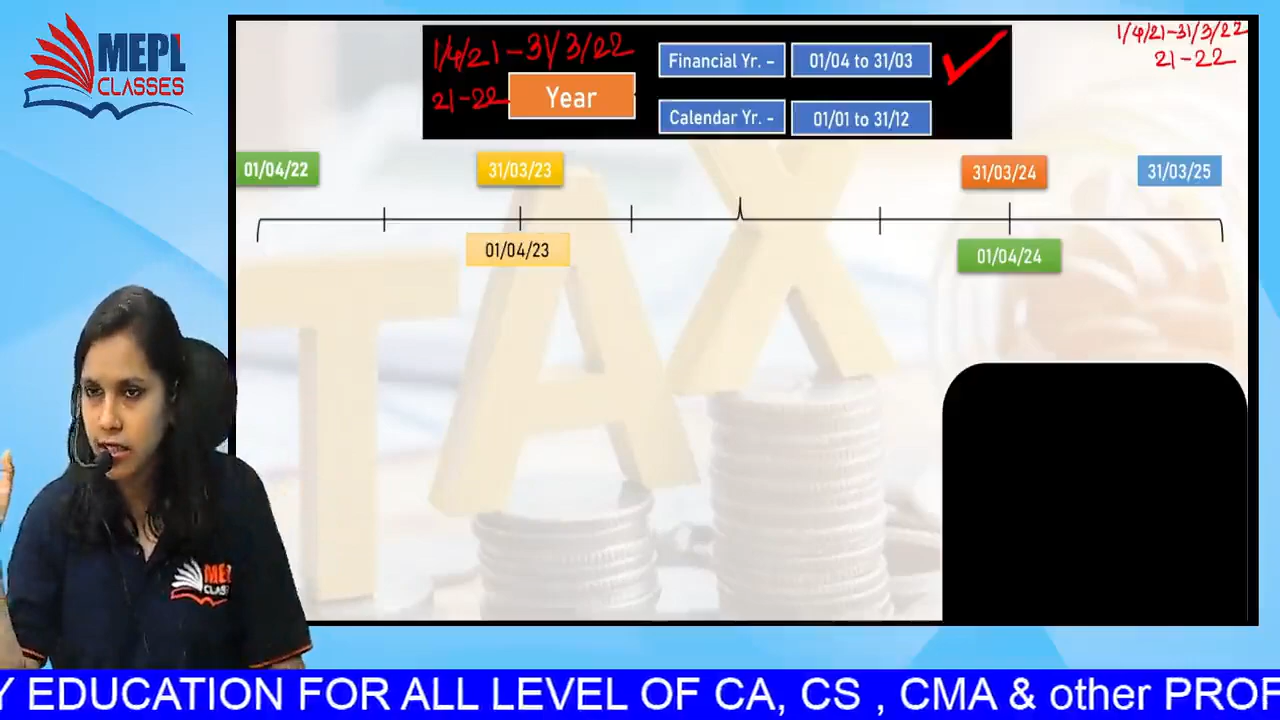 MEPL
CLASSES
1/4/21 - 31/3/22
21-22
Year
Financial Yr. -
01/04 to 31/03
Calendar Yr. -
01/01 to 31/12
1/4/21-31/3/22
21-22
01/04/22
31/03/23
31/03/24
31/03/25
01/04/23
01/04/24
TAX
MEPL
CLASS
Y EDUCATION FOR ALL LEVEL OF CA, CS , CMA & other PROF